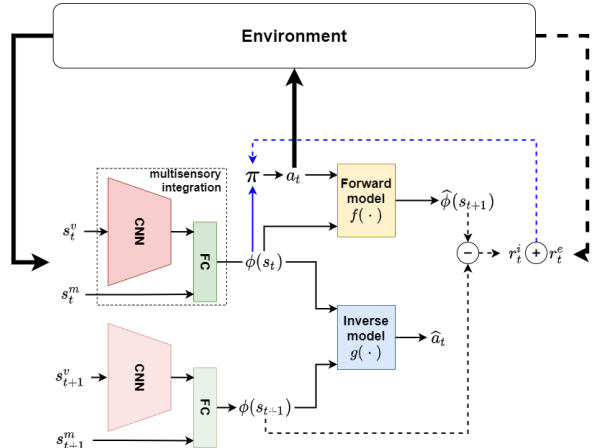 Environment
multisensory
integration
CNN
FC
s_t^v
s_t^m
ϕ(s_t)
π
a_t
Forward
model
f( · )
ϕ̂(s_{t+1})
−
r_t^i
+
r_t^e
Inverse
model
g( · )
â_t
CNN
FC
s_{t+1}^v
s_{t+1}^m
ϕ(s_{t+1})